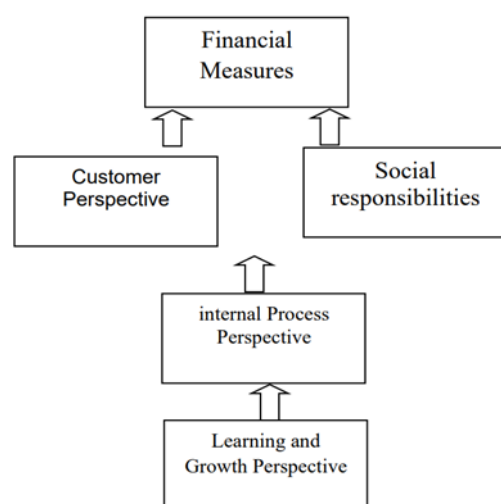 Financial
Measures
Customer
Perspective
Social
responsibilities
internal Process
Perspective
Learning and
Growth Perspective